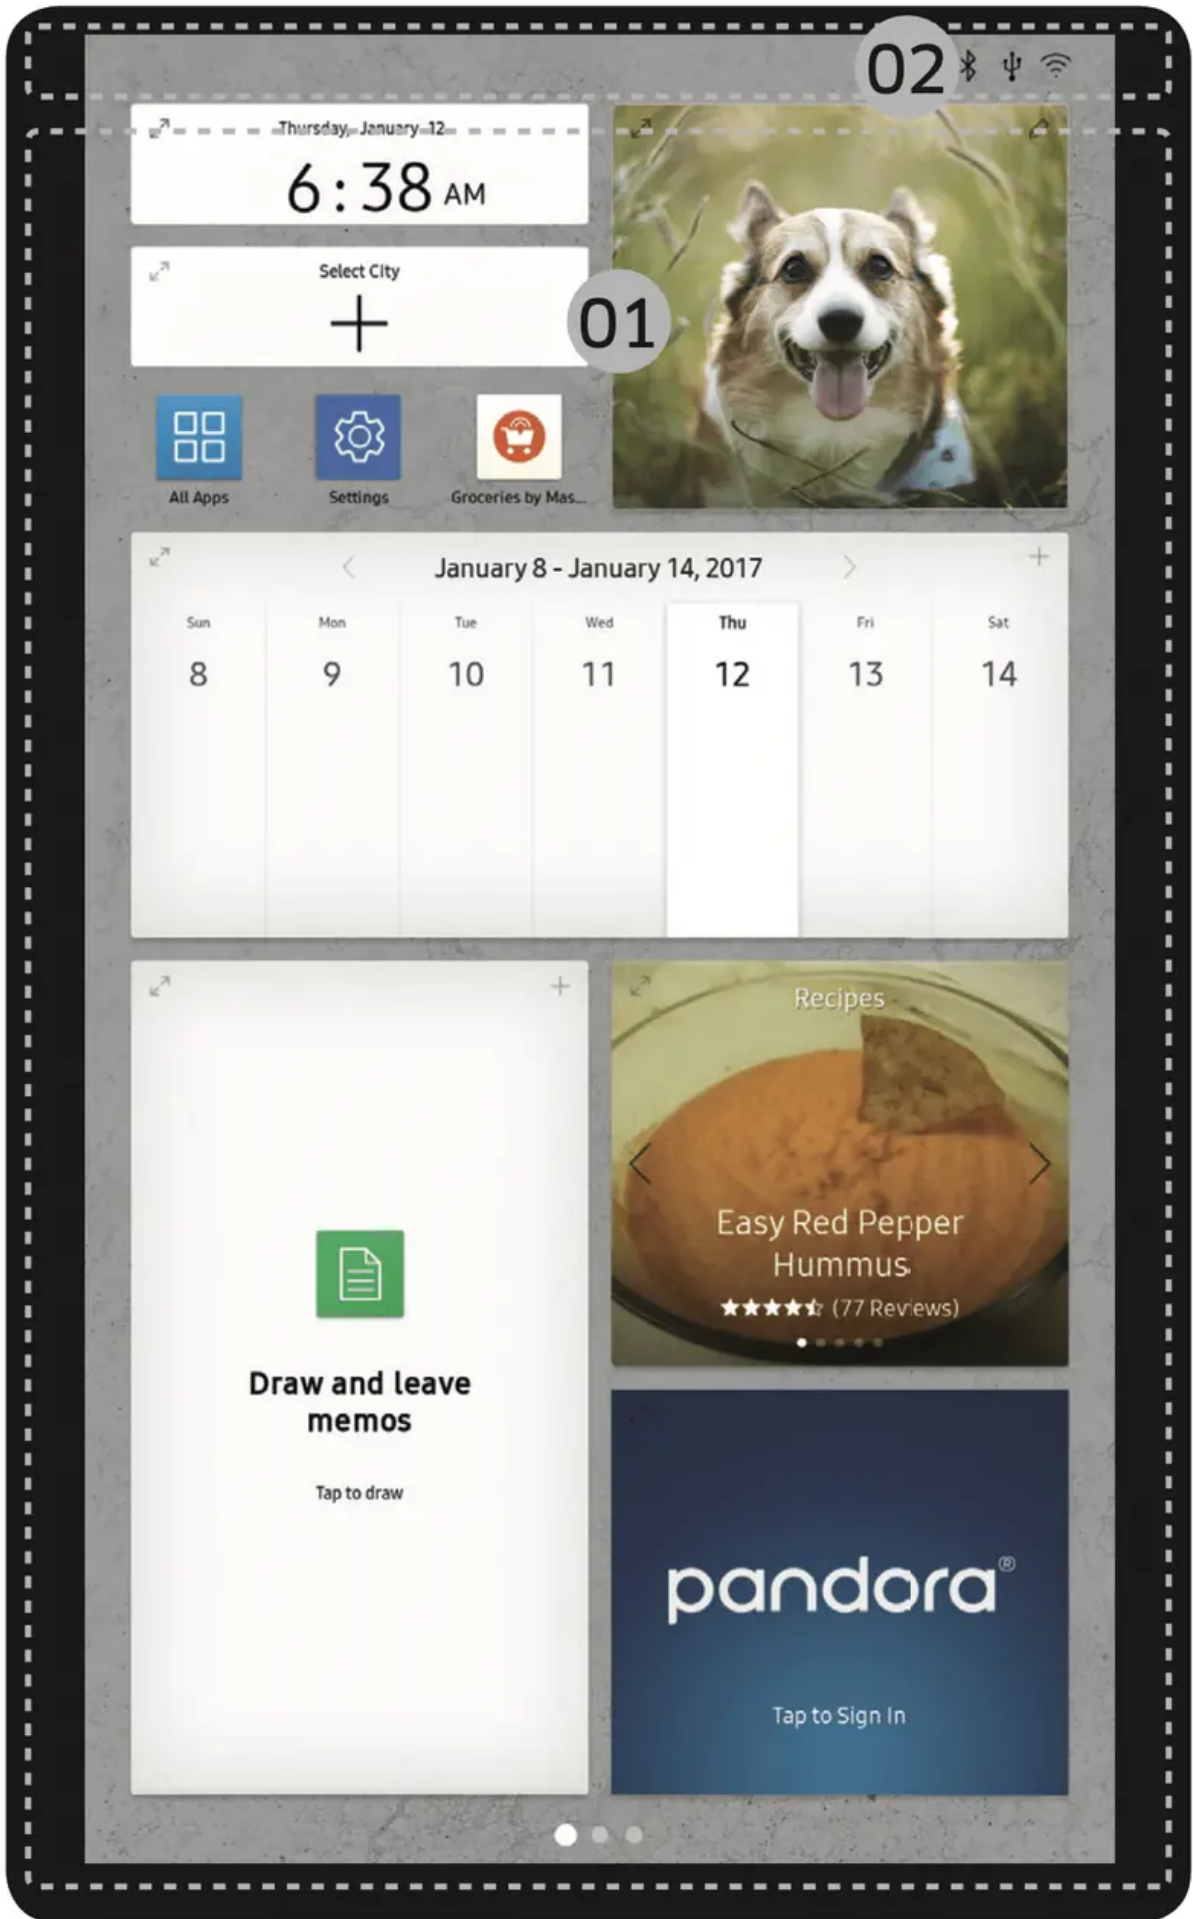 02
Thursday, January 12
6:38 AM
Select City
01
All Apps
Settings
Groceries by Mas...
January 8 - January 14, 2017
Sun Mon Tue Wed Thu Fri Sat
8 9 10 11 12 13 14
Draw and leave
memos
Tap to draw
Recipes
Easy Red Pepper
Hummus
(77 Reviews)
pandora®
Tap to Sign In